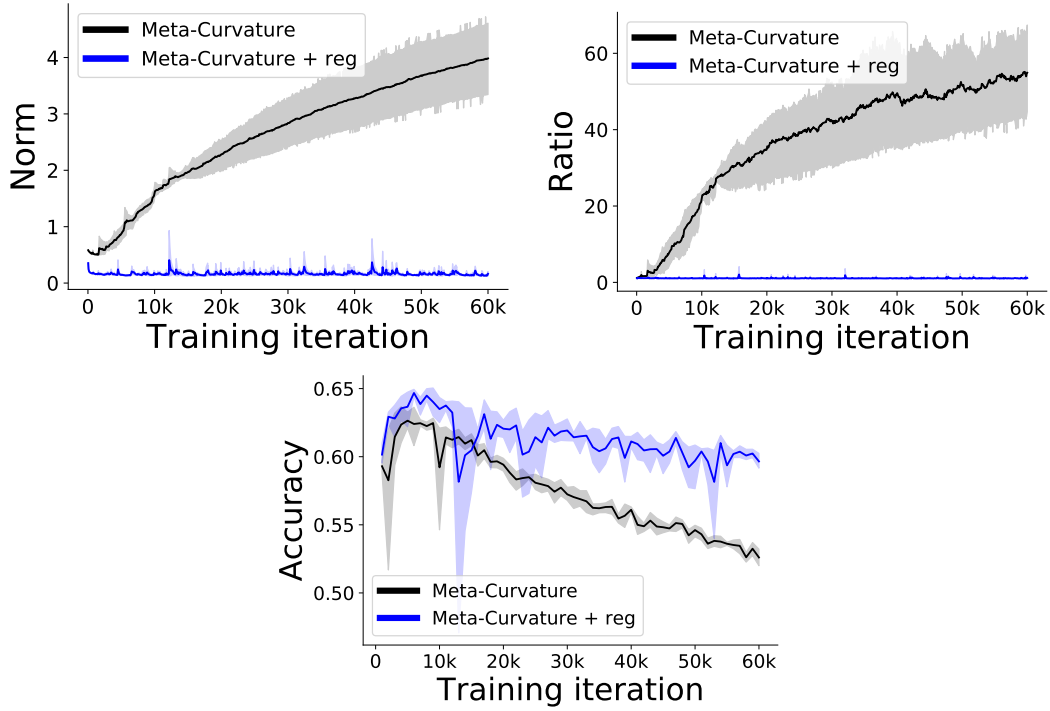 Norm
4
3
2
1
0
Meta-Curvature
Meta-Curvature + reg
0 10k 20k 30k 40k 50k 60k
Training iteration
Ratio
60
40
20
0
Meta-Curvature
Meta-Curvature + reg
0 10k 20k 30k 40k 50k 60k
Training iteration
Accuracy
0.65
0.60
0.55
0.50
Meta-Curvature
Meta-Curvature + reg
0 10k 20k 30k 40k 50k 60k
Training iteration